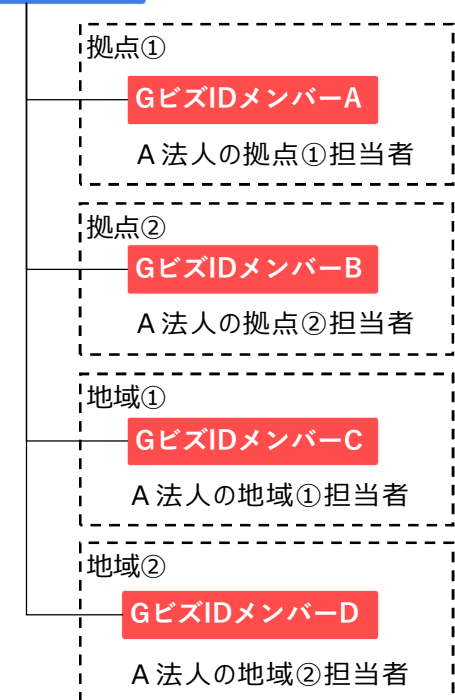 拠点①
GビズIDメンバーA
A法人の拠点①担当者
拠点②
GビズIDメンバーB
A法人の拠点②担当者
地域①
GビズIDメンバーC
A法人の地域①担当者
地域②
GビズIDメンバーD
A法人の地域②担当者